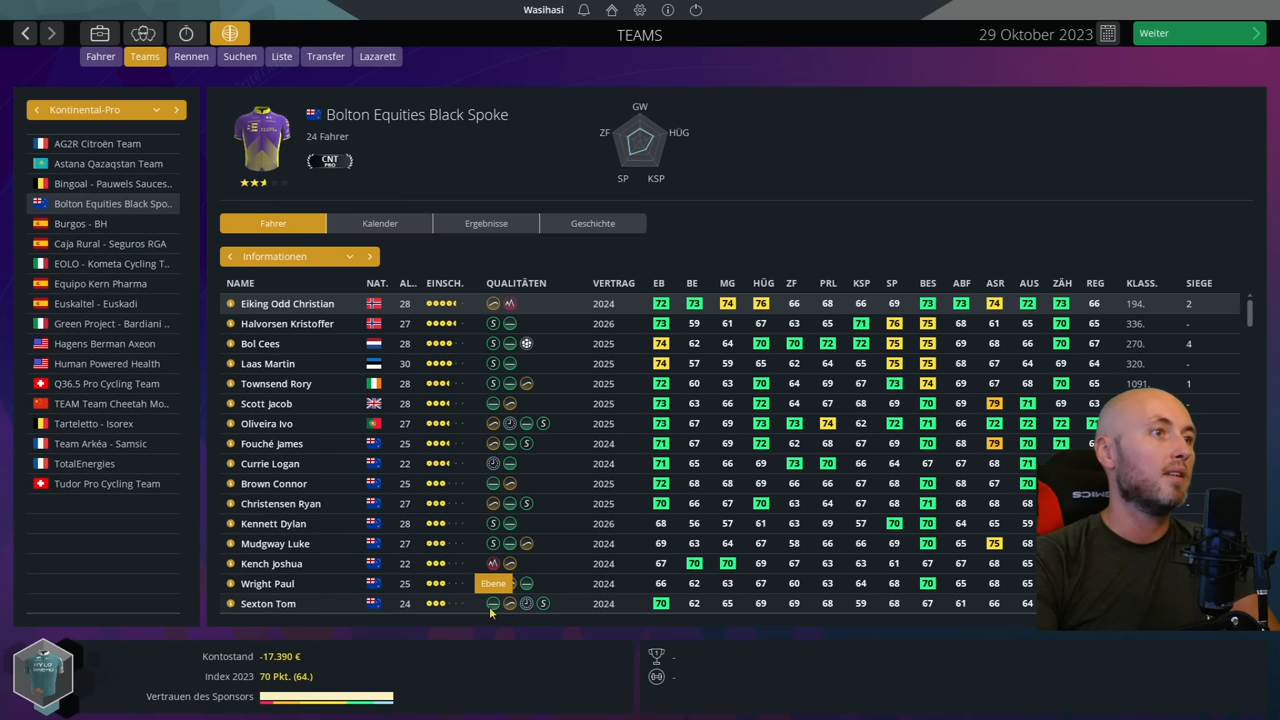 Wasihasi
TEAMS
29 Oktober 2023
Weiter
Fahrer Teams Rennen Suchen Liste Transfer Lazarett
Kontinental-Pro
AG2R Citroën Team
Astana Qazaqstan Team
Bingoal - Pauwels Sauces..
Bolton Equities Black Spo..
Burgos - BH
Caja Rural - Seguros RGA
EOLO - Kometa Cycling T..
Equipo Kern Pharma
Euskaltel - Euskadi
Green Project - Bardiani ..
Hagens Berman Axeon
Human Powered Health
Q36.5 Pro Cycling Team
TEAM Team Cheetah Mo..
Tarteletto - Isorex
Team Arkéa - Samsic
TotalEnergies
Tudor Pro Cycling Team
Bolton Equities Black Spoke
24 Fahrer
CNT
PRO
GW
ZF HÜG
SP KSP
Fahrer Kalender Ergebnisse Geschichte
Informationen
NAME NAT. AL.. EINSCH. QUALITÄTEN VERTRAG EB BE MG HÜG ZF PRL KSP SP BES ABF ASR AUS ZÄH REG KLASS. SIEGE
Eiking Odd Christian 28 2024 72 73 74 76 66 68 66 69 73 73 74 72 73 66 194. 2
Halvorsen Kristoffer 27 S 2026 73 59 61 67 63 65 71 76 75 68 61 65 70 65 336. -
Bol Cees 28 S 2025 74 62 64 70 70 72 72 75 75 69 68 66 70 67 270. 4
Laas Martin 30 S 2025 74 57 59 65 62 64 65 75 75 68 67 64 69 64 320. -
Townsend Rory 28 S 2025 72 60 63 70 64 69 67 73 74 69 67 68 70 65 1091. 1
Scott Jacob 28 2025 73 63 66 72 64 67 68 68 70 69 79 71 69 63
Oliveira Ivo 27 S 2025 73 67 69 73 73 74 62 72 71 66 72 72 72
Fouché James 25 S 2025 71 67 69 72 62 68 67 69 70 68 79 70 71
Currie Logan 22 2024 71 65 66 69 73 70 66 64 67 67 68 71
Brown Connor 25 2024 72 68 68 69 66 66 66 67 69 67 68 70
Christensen Ryan 27 S 2025 70 66 67 70 63 64 67 68 71 68 68 69
Kennett Dylan 28 S 2026 68 56 57 61 63 69 57 70 70 64 65 59
Mudgway Luke 27 S 2024 69 63 64 67 58 66 66 69 70 65 75 68
Kench Joshua 22 2024 67 70 70 68 66 67 65 62 66 66 68 65
Wright Paul 25 2024 66 62 63 67 60 63 64 68 70 65 68 65
Ebene
Sexton Tom 24 S 2024 70 62 65 69 69 68 59 68 67 61 66 64
Kontostand -17.390 €
Index 2023 70 Pkt. (64.)
Vertrauen des Sponsors
-
-